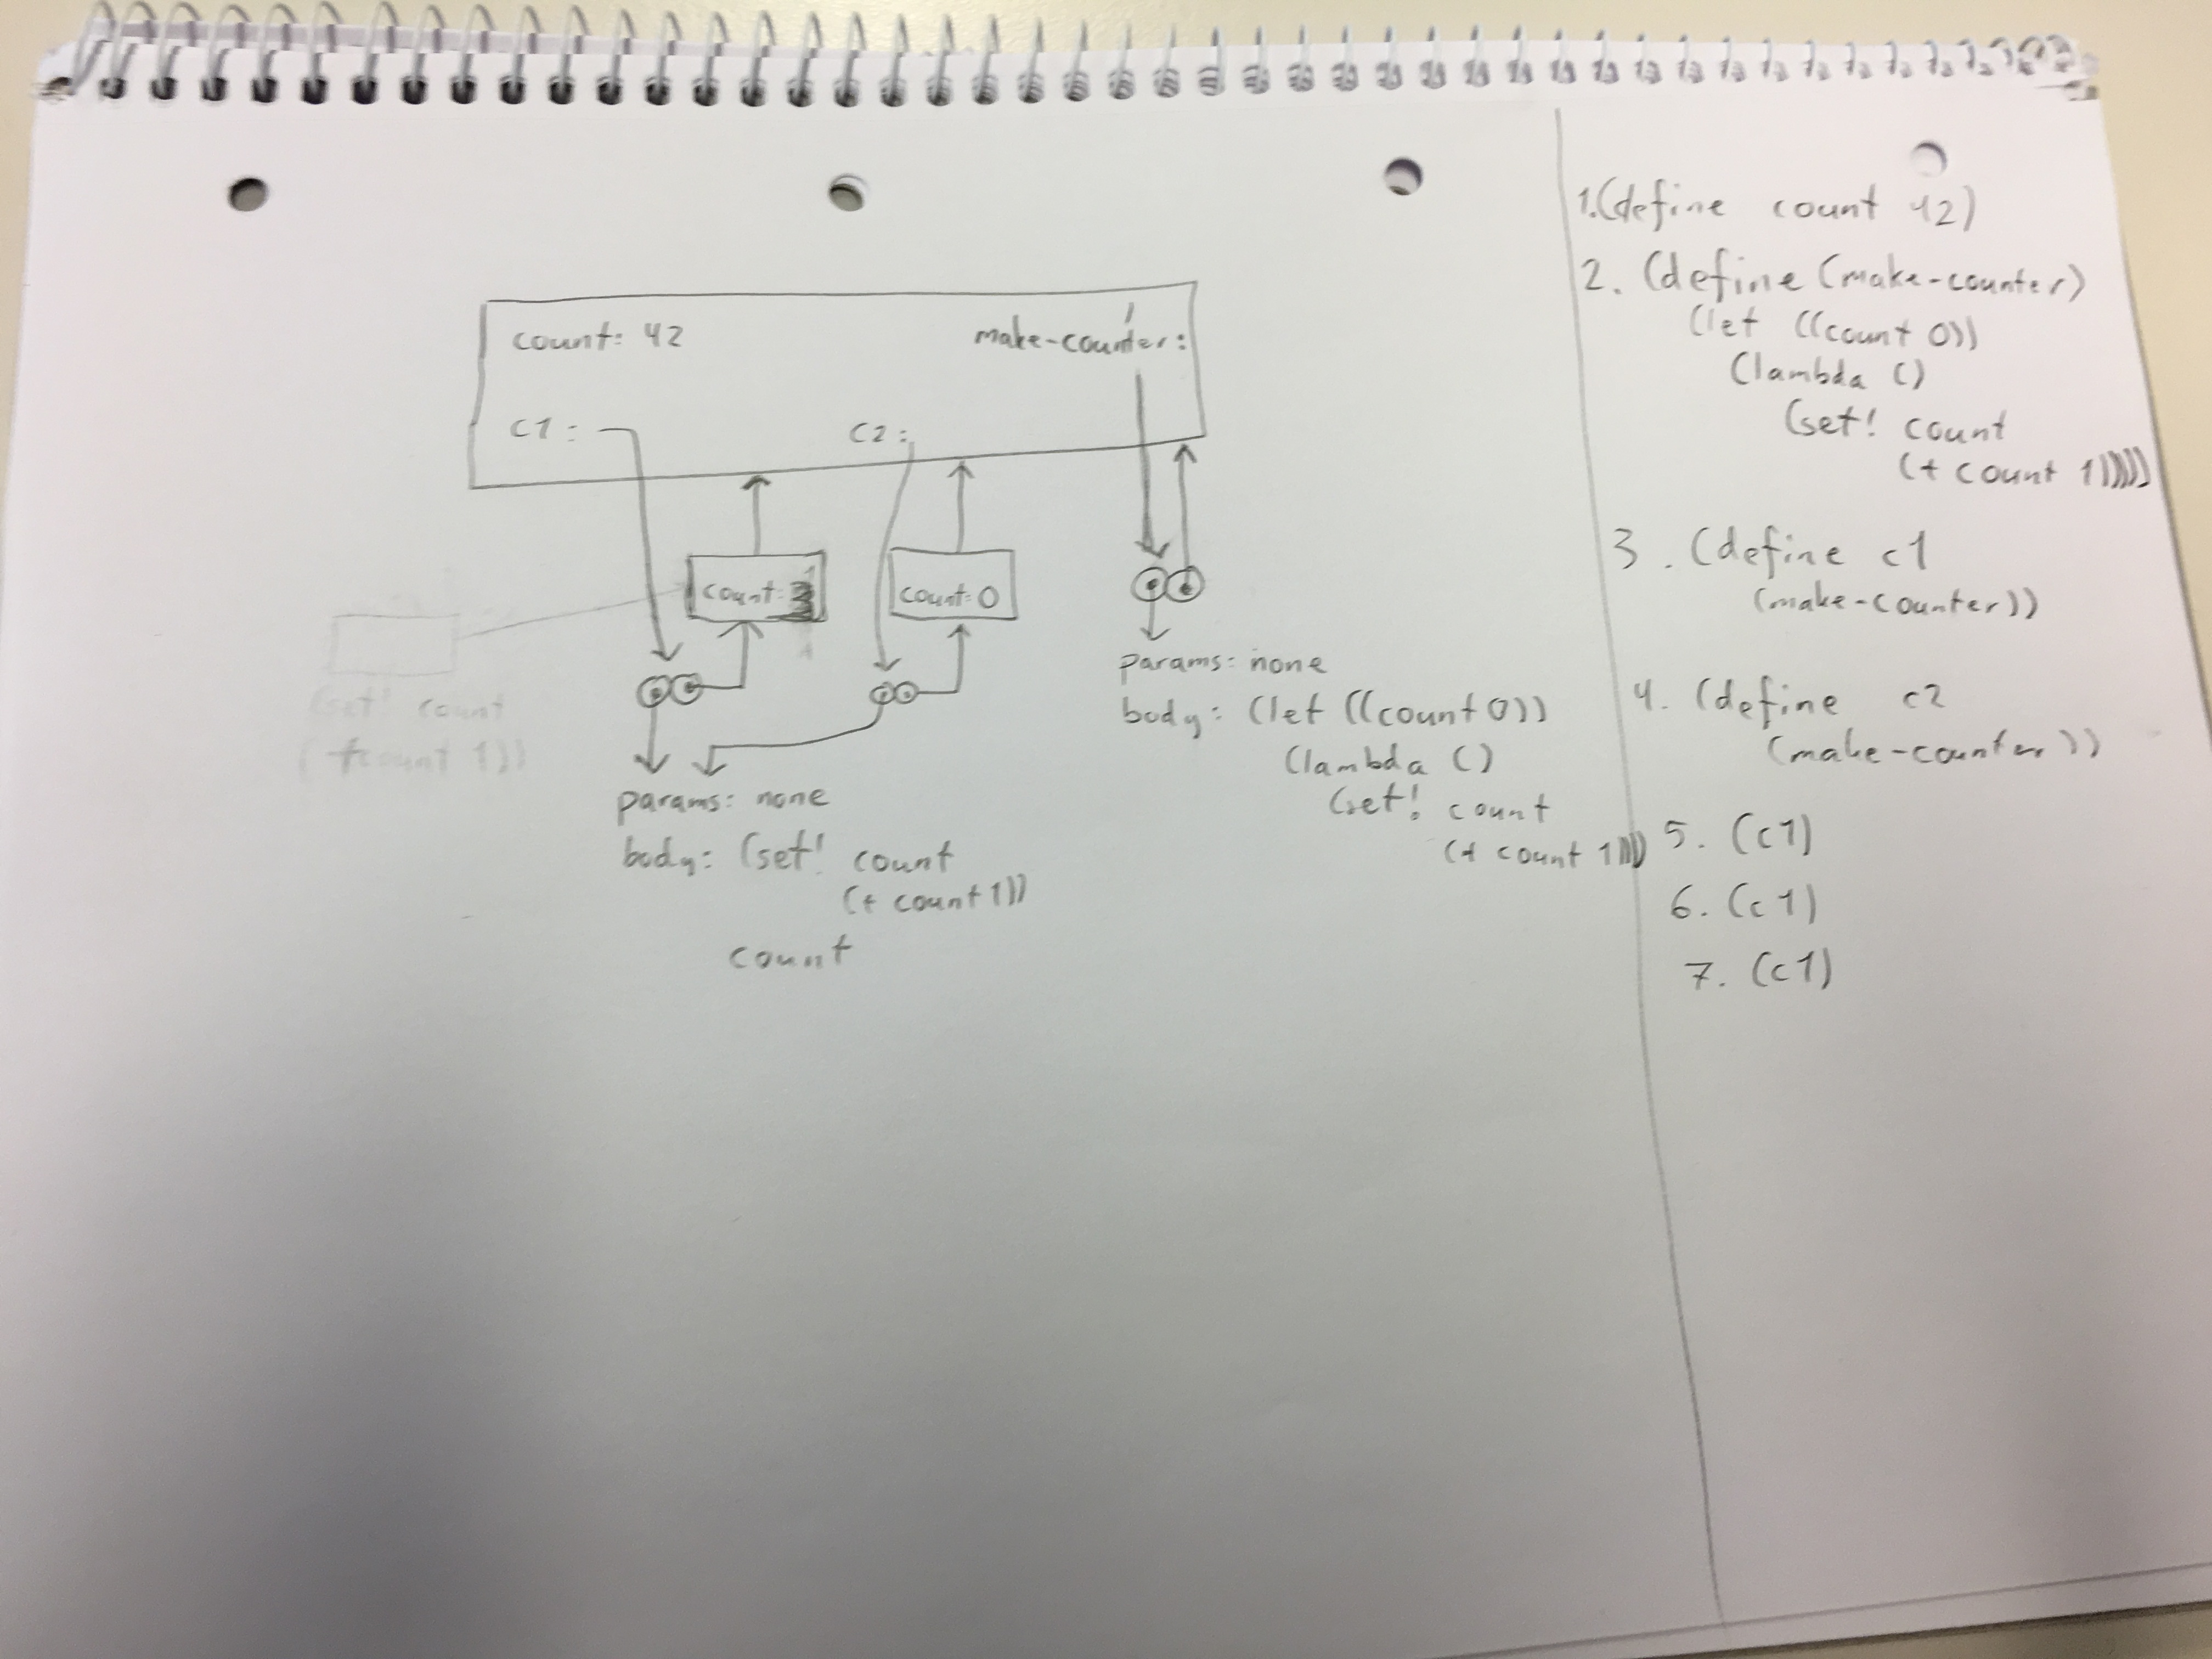 count: 42
make-counter:
c1:
c2:
count: 3
count: 0
(set! count
(+ count 1))
params: none
body: (set! count
(+ count 1))
count
params: none
body: (let ((count 0))
(lambda ()
(set! count
(+ count 1))))
1. (define count 42)
2. (define (make-counter)
(let ((count 0))
(lambda ()
(set! count
(+ count 1)))))
3. (define c1
(make-counter))
4. (define c2
(make-counter))
5. (c1)
6. (c1)
7. (c1)